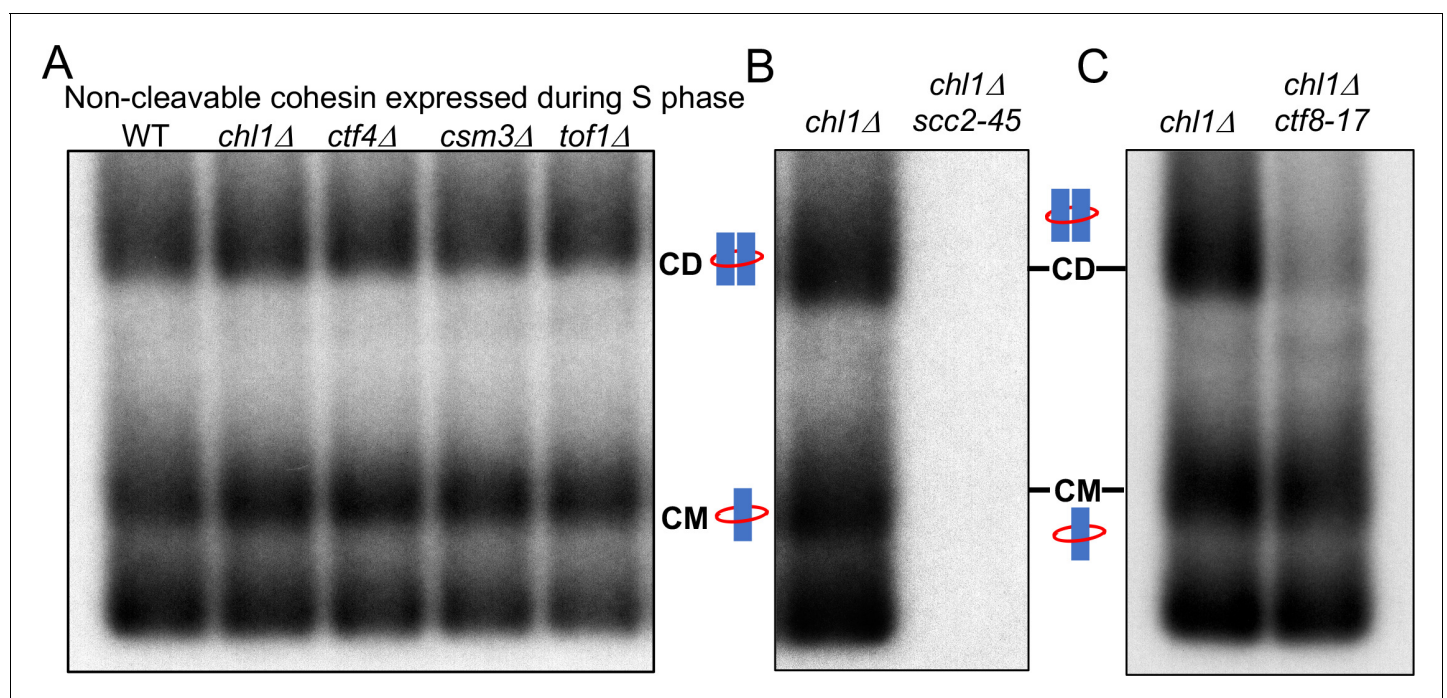 A
Non-cleavable cohesin expressed during S phase
WT chl1Δ ctf4Δ csm3Δ tof1Δ
CD
CM
B
chl1Δ
chl1Δ scc2-45
C
chl1Δ
chl1Δ ctf8-17
CD
CM